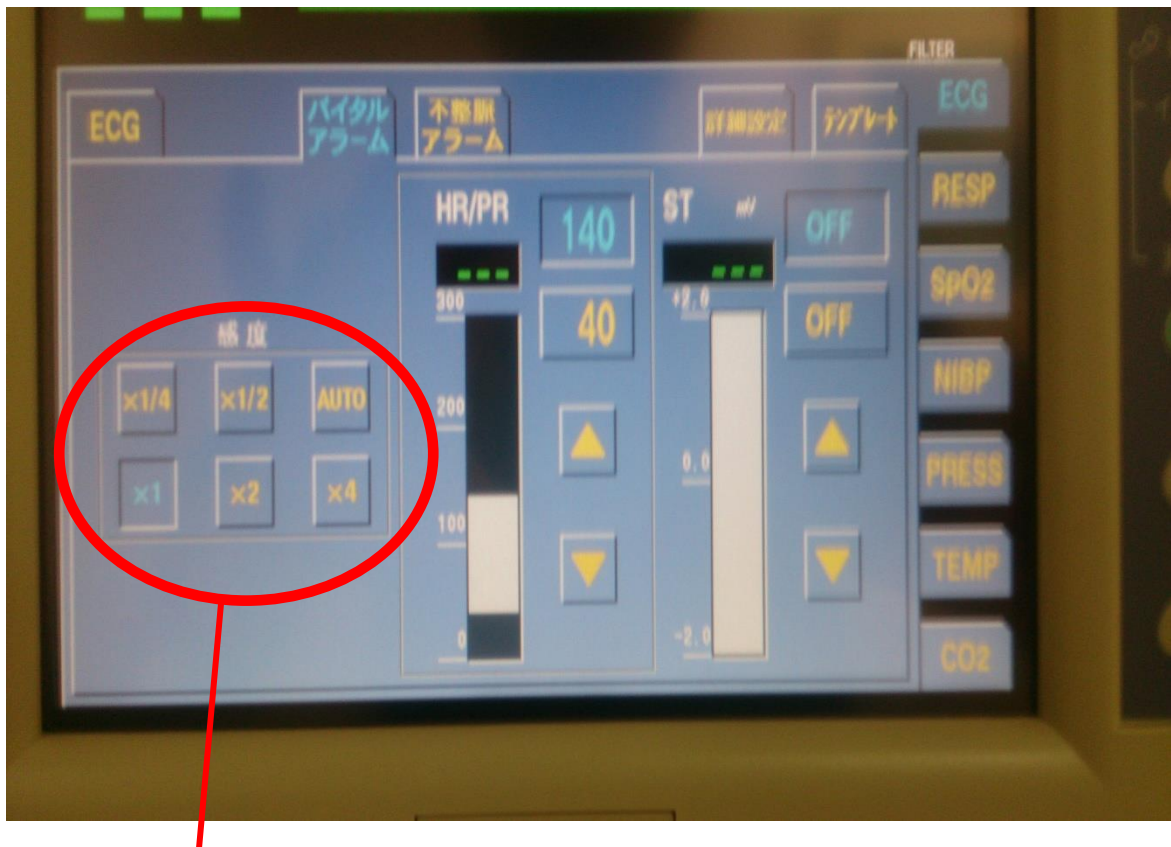 FILTER
ECG
バイタル
アラーム
不整脈
アラーム
詳細設定
テンプレート
ECG
HR/PR
140
ST
OFF
RESP
---
---
SpO2
300
40
+2.0
OFF
感度
×1/4
×1/2
AUTO
200
NIBP
×1
×2
×4
0.0
PRESS
100
TEMP
0
-2.0
CO2